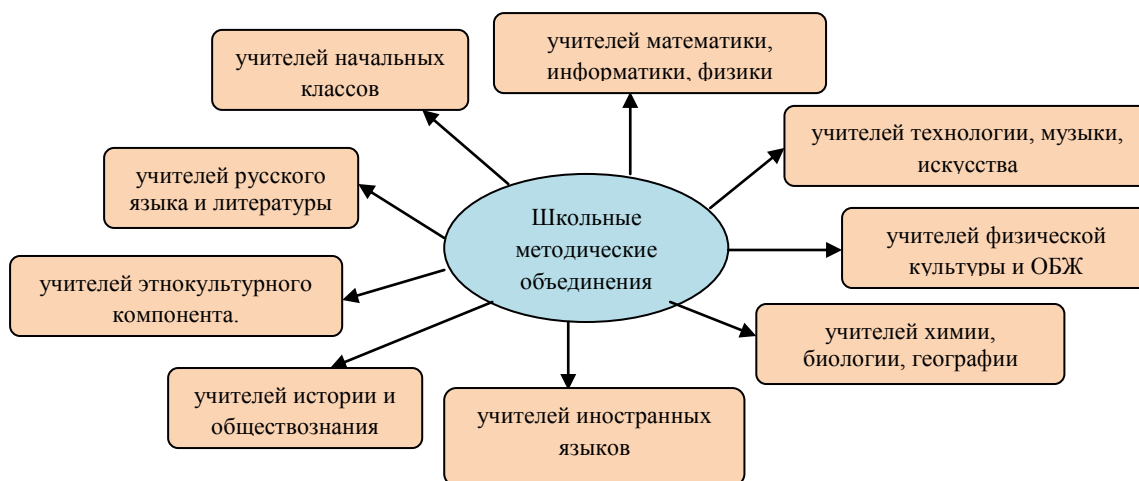 учителей начальных
классов
учителей математики,
информатики, физики
учителей технологии, музыки,
искусства
учителей русского
языка и литературы
Школьные
методические
объединения
учителей физической
культуры и ОБЖ
учителей этнокультурного
компонента.
учителей химии,
биологии, географии
учителей истории и
обществознания
учителей иностранных
языков